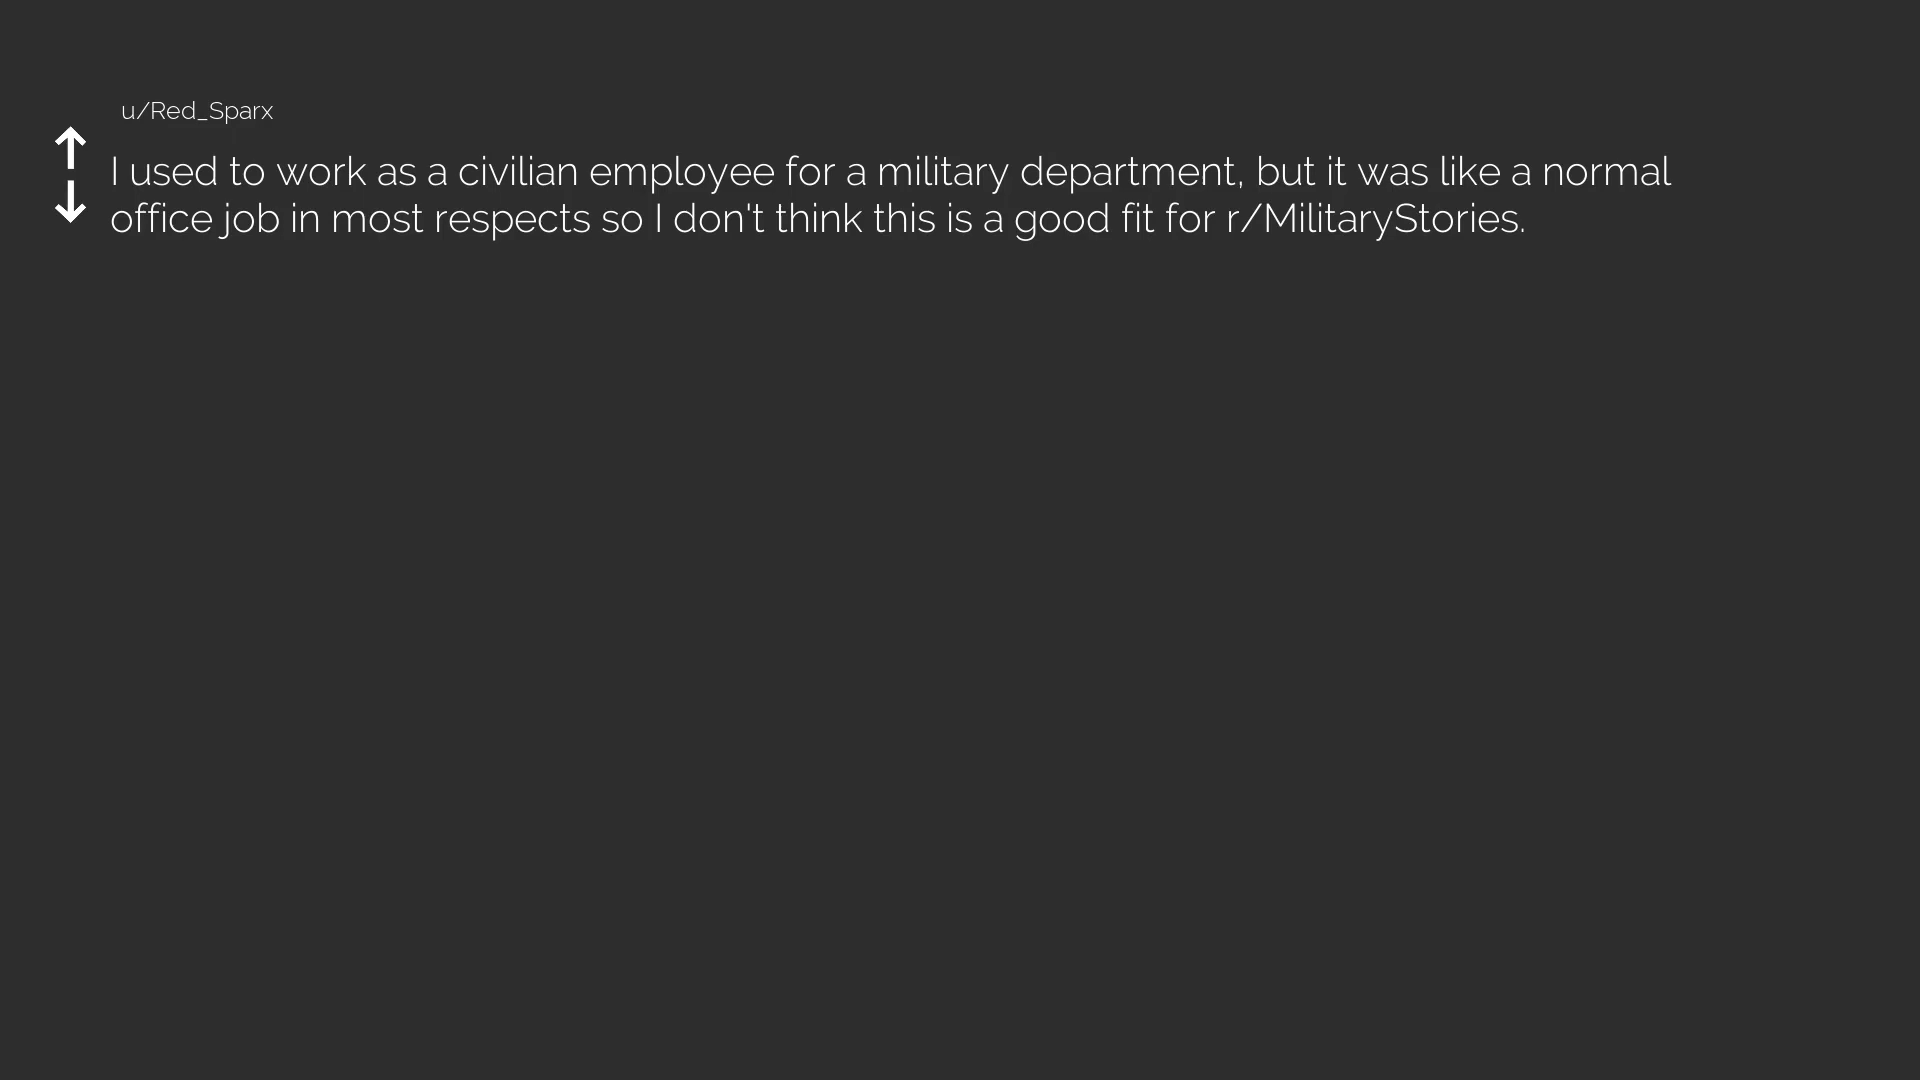 u/Red_Sparx
I used to work as a civilian employee for a military department, but it was like a normal
office job in most respects so I don't think this is a good fit for r/MilitaryStories.